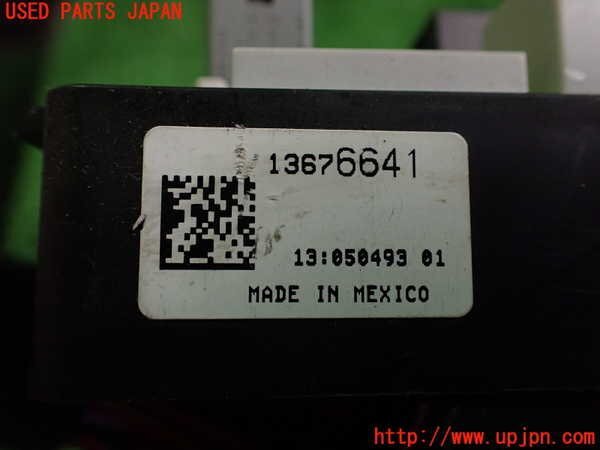 USED PARTS JAPAN
13676641
13:050493 01
MADE IN MEXICO
http://www.upjpn.com/